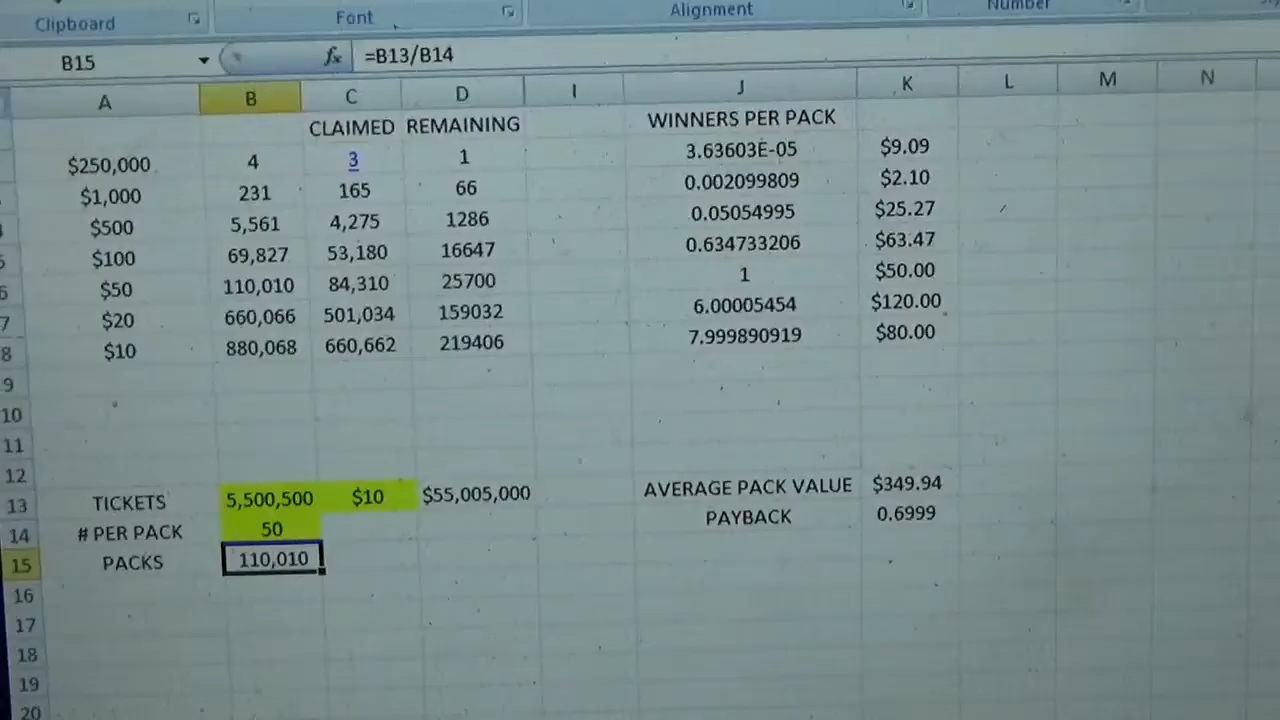 Clipboard Font Alignment Number
B15 fx =B13/B14
A B C D I J K L M N
CLAIMED REMAINING WINNERS PER PACK
$250,000 4 3 1 3.63603E-05 $9.09
$1,000 231 165 66 0.002099809 $2.10
$500 5,561 4,275 1286 0.05054995 $25.27
$100 69,827 53,180 16647 0.634733206 $63.47
6 $50 110,010 84,310 25700 1 $50.00
7 $20 660,066 501,034 159032 6.00005454 $120.00
8 $10 880,068 660,662 219406 7.999890919 $80.00
9
10
11
12
13 TICKETS 5,500,500 $10 $55,005,000 AVERAGE PACK VALUE $349.94
14 # PER PACK 50 PAYBACK 0.6999
15 PACKS 110,010
16
17
18
19
20